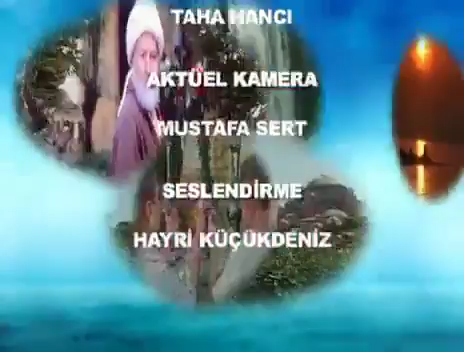 TAHA HANCI
AKTÜEL KAMERA
MUSTAFA SERT
SESLENDİRME
HAYRİ KÜÇÜKDENİZ